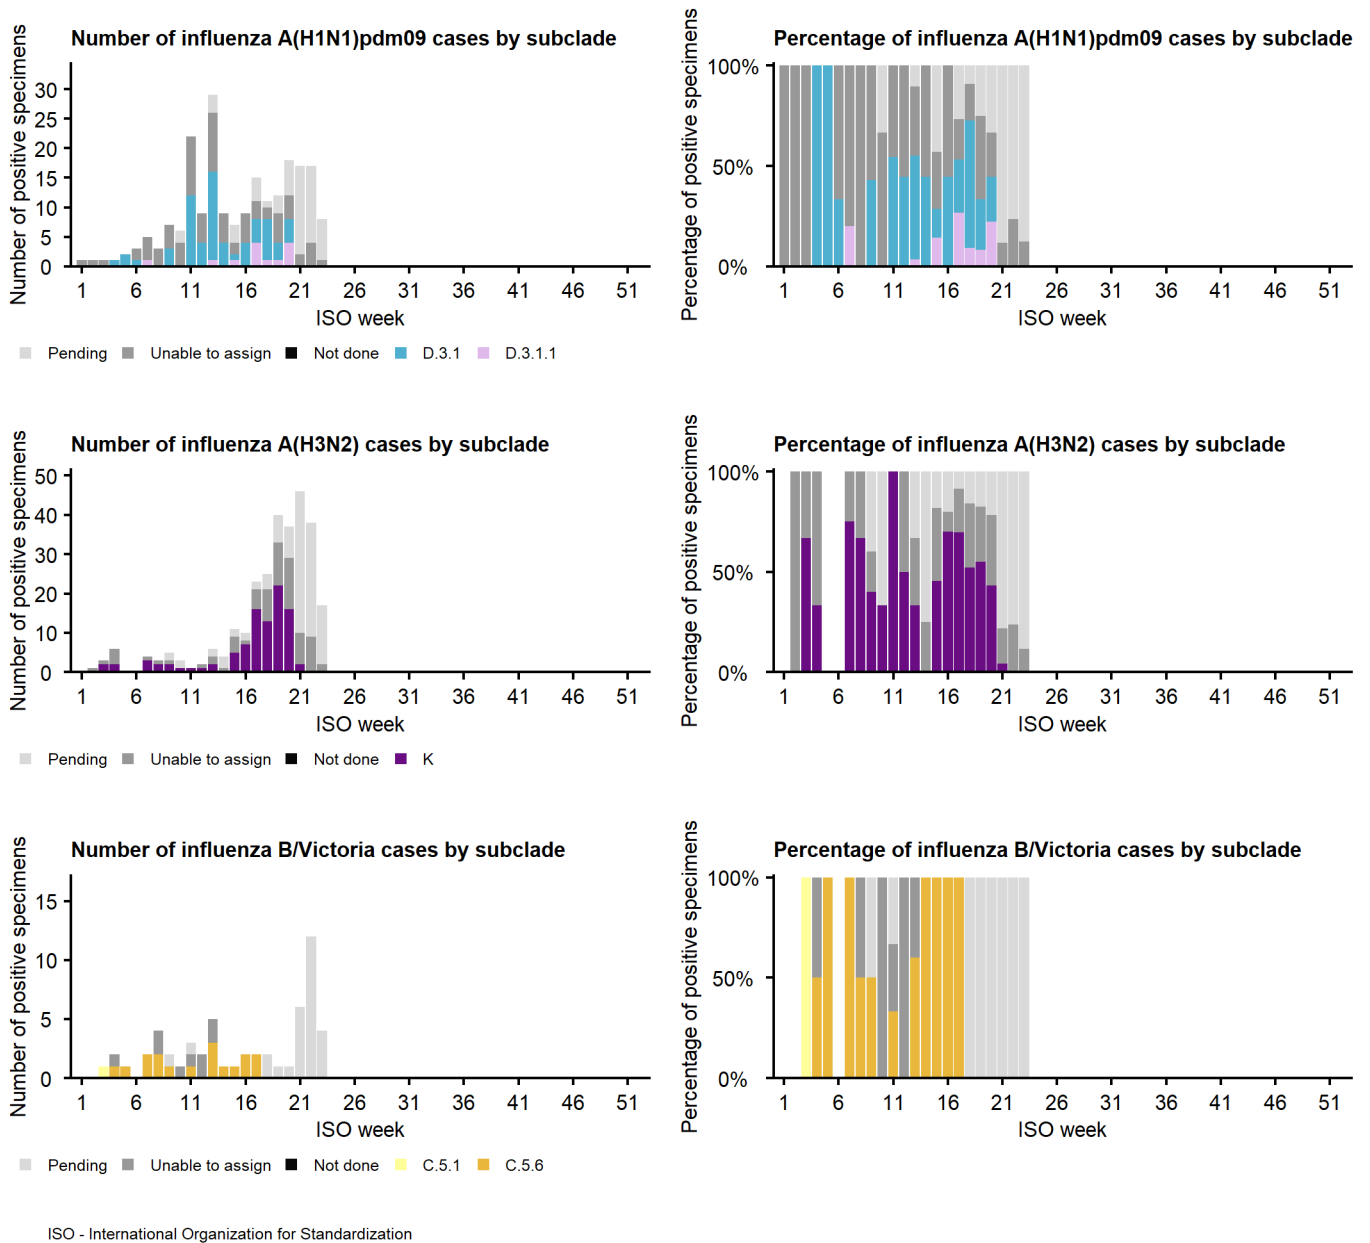 Number of influenza A(H1N1)pdm09 cases by subclade
Number of positive specimens
30
25
20
15
10
5
0
1 6 11 16 21 26 31 36 41 46 51
ISO week
Pending Unable to assign Not done D.3.1 D.3.1.1
Percentage of influenza A(H1N1)pdm09 cases by subclade
Percentage of positive specimens
100%
50%
0%
1 6 11 16 21 26 31 36 41 46 51
ISO week
Number of influenza A(H3N2) cases by subclade
Number of positive specimens
50
40
30
20
10
0
1 6 11 16 21 26 31 36 41 46 51
ISO week
Pending Unable to assign Not done K
Percentage of influenza A(H3N2) cases by subclade
Percentage of positive specimens
100%
50%
0%
1 6 11 16 21 26 31 36 41 46 51
ISO week
Number of influenza B/Victoria cases by subclade
Number of positive specimens
15
10
5
0
1 6 11 16 21 26 31 36 41 46 51
ISO week
Pending Unable to assign Not done C.5.1 C.5.6
Percentage of influenza B/Victoria cases by subclade
Percentage of positive specimens
100%
50%
0%
1 6 11 16 21 26 31 36 41 46 51
ISO week
ISO - International Organization for Standardization